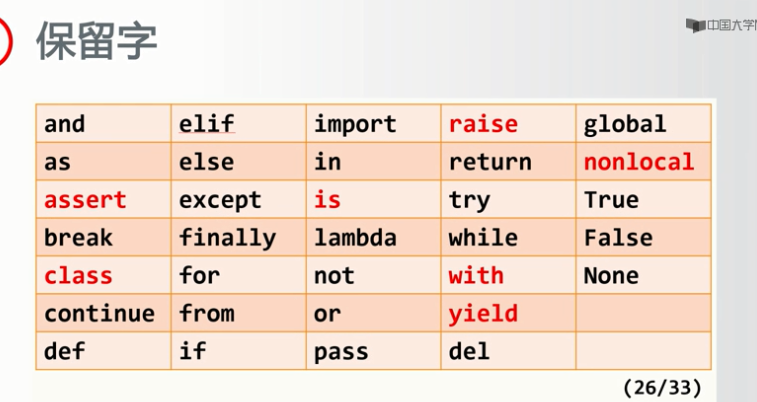 保留字
中国大学
and elif import raise global
as else in return nonlocal
assert except is try True
break finally lambda while False
class for not with None
continue from or yield
def if pass del
(26/33)